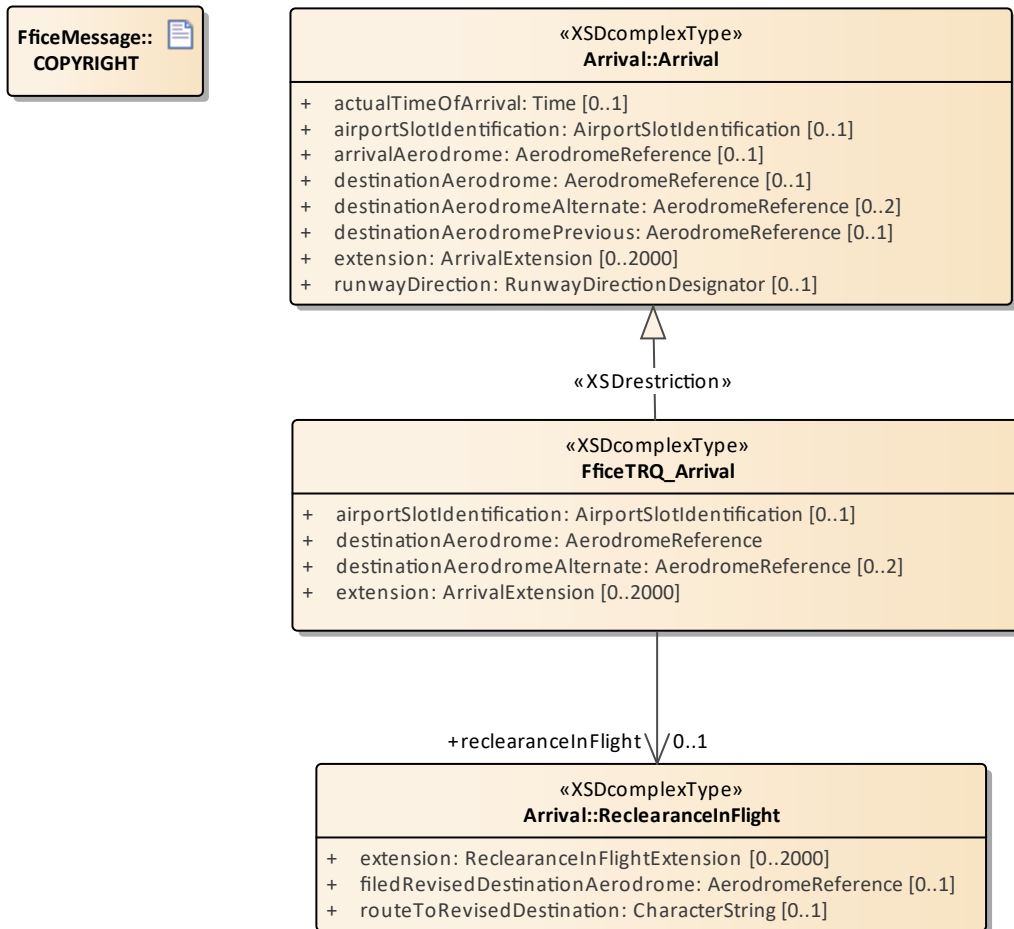 FficeMessage::
COPYRIGHT
«XSDcomplexType»
Arrival::Arrival
+ actualTimeOfArrival: Time [0..1]
+ airportSlotIdentification: AirportSlotIdentification [0..1]
+ arrivalAerodrome: AerodromeReference [0..1]
+ destinationAerodrome: AerodromeReference [0..1]
+ destinationAerodromeAlternate: AerodromeReference [0..2]
+ destinationAerodromePrevious: AerodromeReference [0..1]
+ extension: ArrivalExtension [0..2000]
+ runwayDirection: RunwayDirectionDesignator [0..1]
«XSDrestriction»
«XSDcomplexType»
FficeTRQ_Arrival
+ airportSlotIdentification: AirportSlotIdentification [0..1]
+ destinationAerodrome: AerodromeReference
+ destinationAerodromeAlternate: AerodromeReference [0..2]
+ extension: ArrivalExtension [0..2000]
+reclearanceInFlight 0..1
«XSDcomplexType»
Arrival::ReclearanceInFlight
+ extension: ReclearanceInFlightExtension [0..2000]
+ filedRevisedDestinationAerodrome: AerodromeReference [0..1]
+ routeToRevisedDestination: CharacterString [0..1]